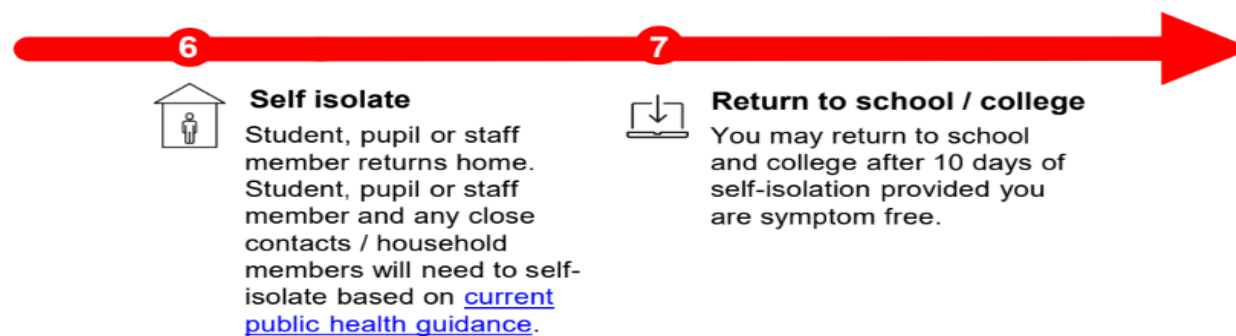 6
Self isolate
Student, pupil or staff
member returns home.
Student, pupil or staff
member and any close
contacts / household
members will need to self-
isolate based on current
public health guidance.
7
Return to school / college
You may return to school
and college after 10 days of
self-isolation provided you
are symptom free.